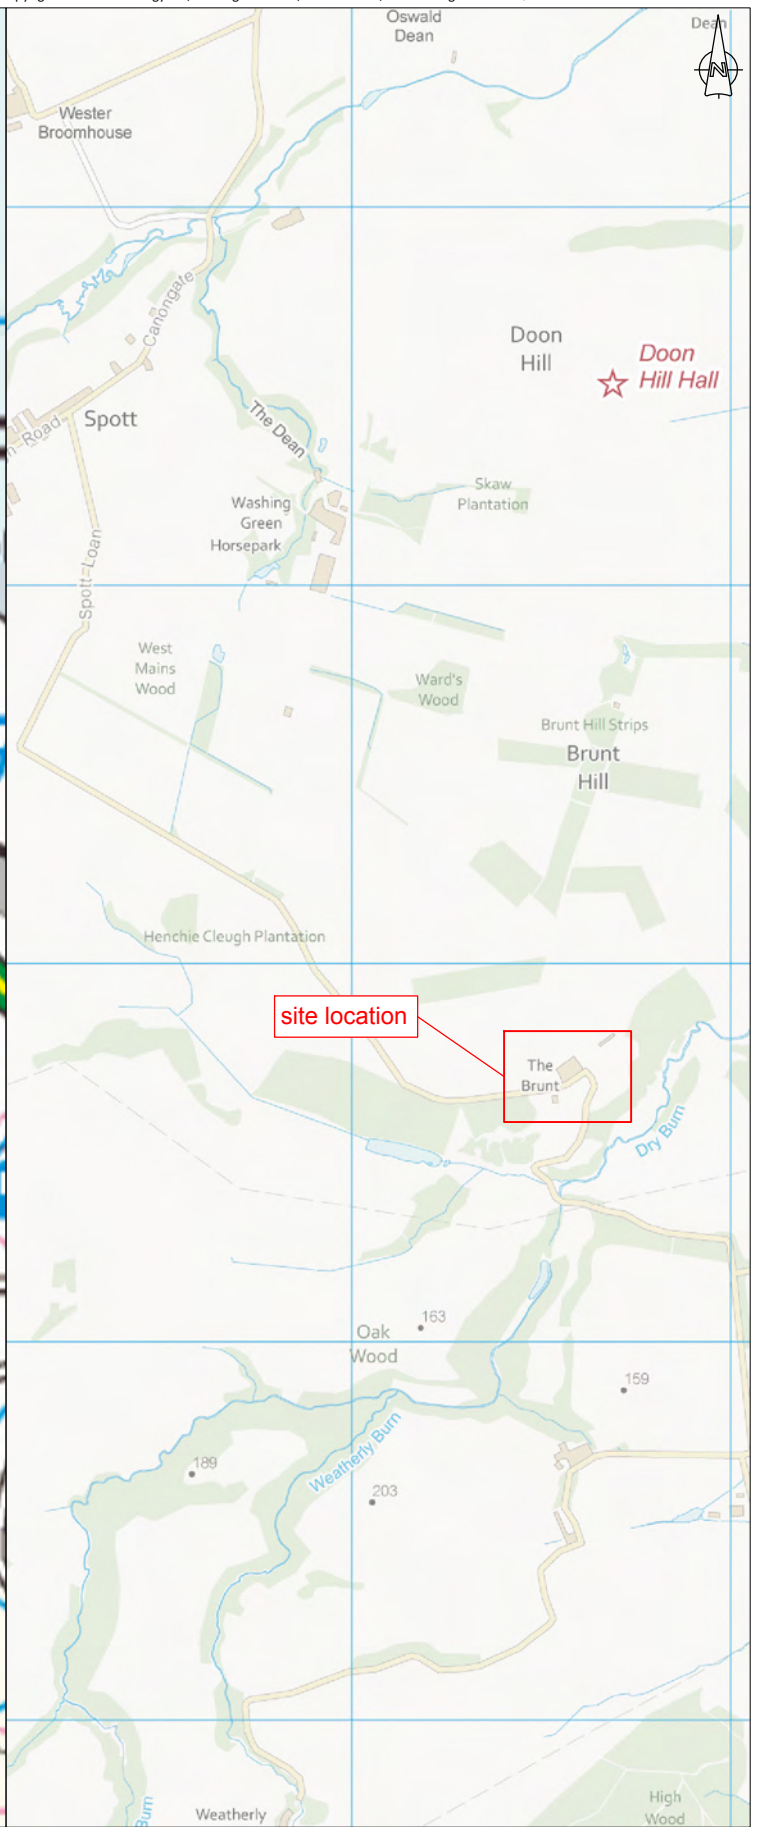 Oswald
Dean
Dean
N
Wester
Broomhouse
Canongate
Doon
Hill
Doon
Hill Hall
Spott
Road
The Dean
Skaw
Plantation
Washing
Green
Horsepark
Spott Loan
West
Mains
Wood
Ward's
Wood
Brunt Hill Strips
Brunt
Hill
Henchie Cleugh Plantation
site location
The
Brunt
Dry Burn
163
Oak
Wood
159
Weatherly Burn
189
203
High
Wood
Weatherly
Burn